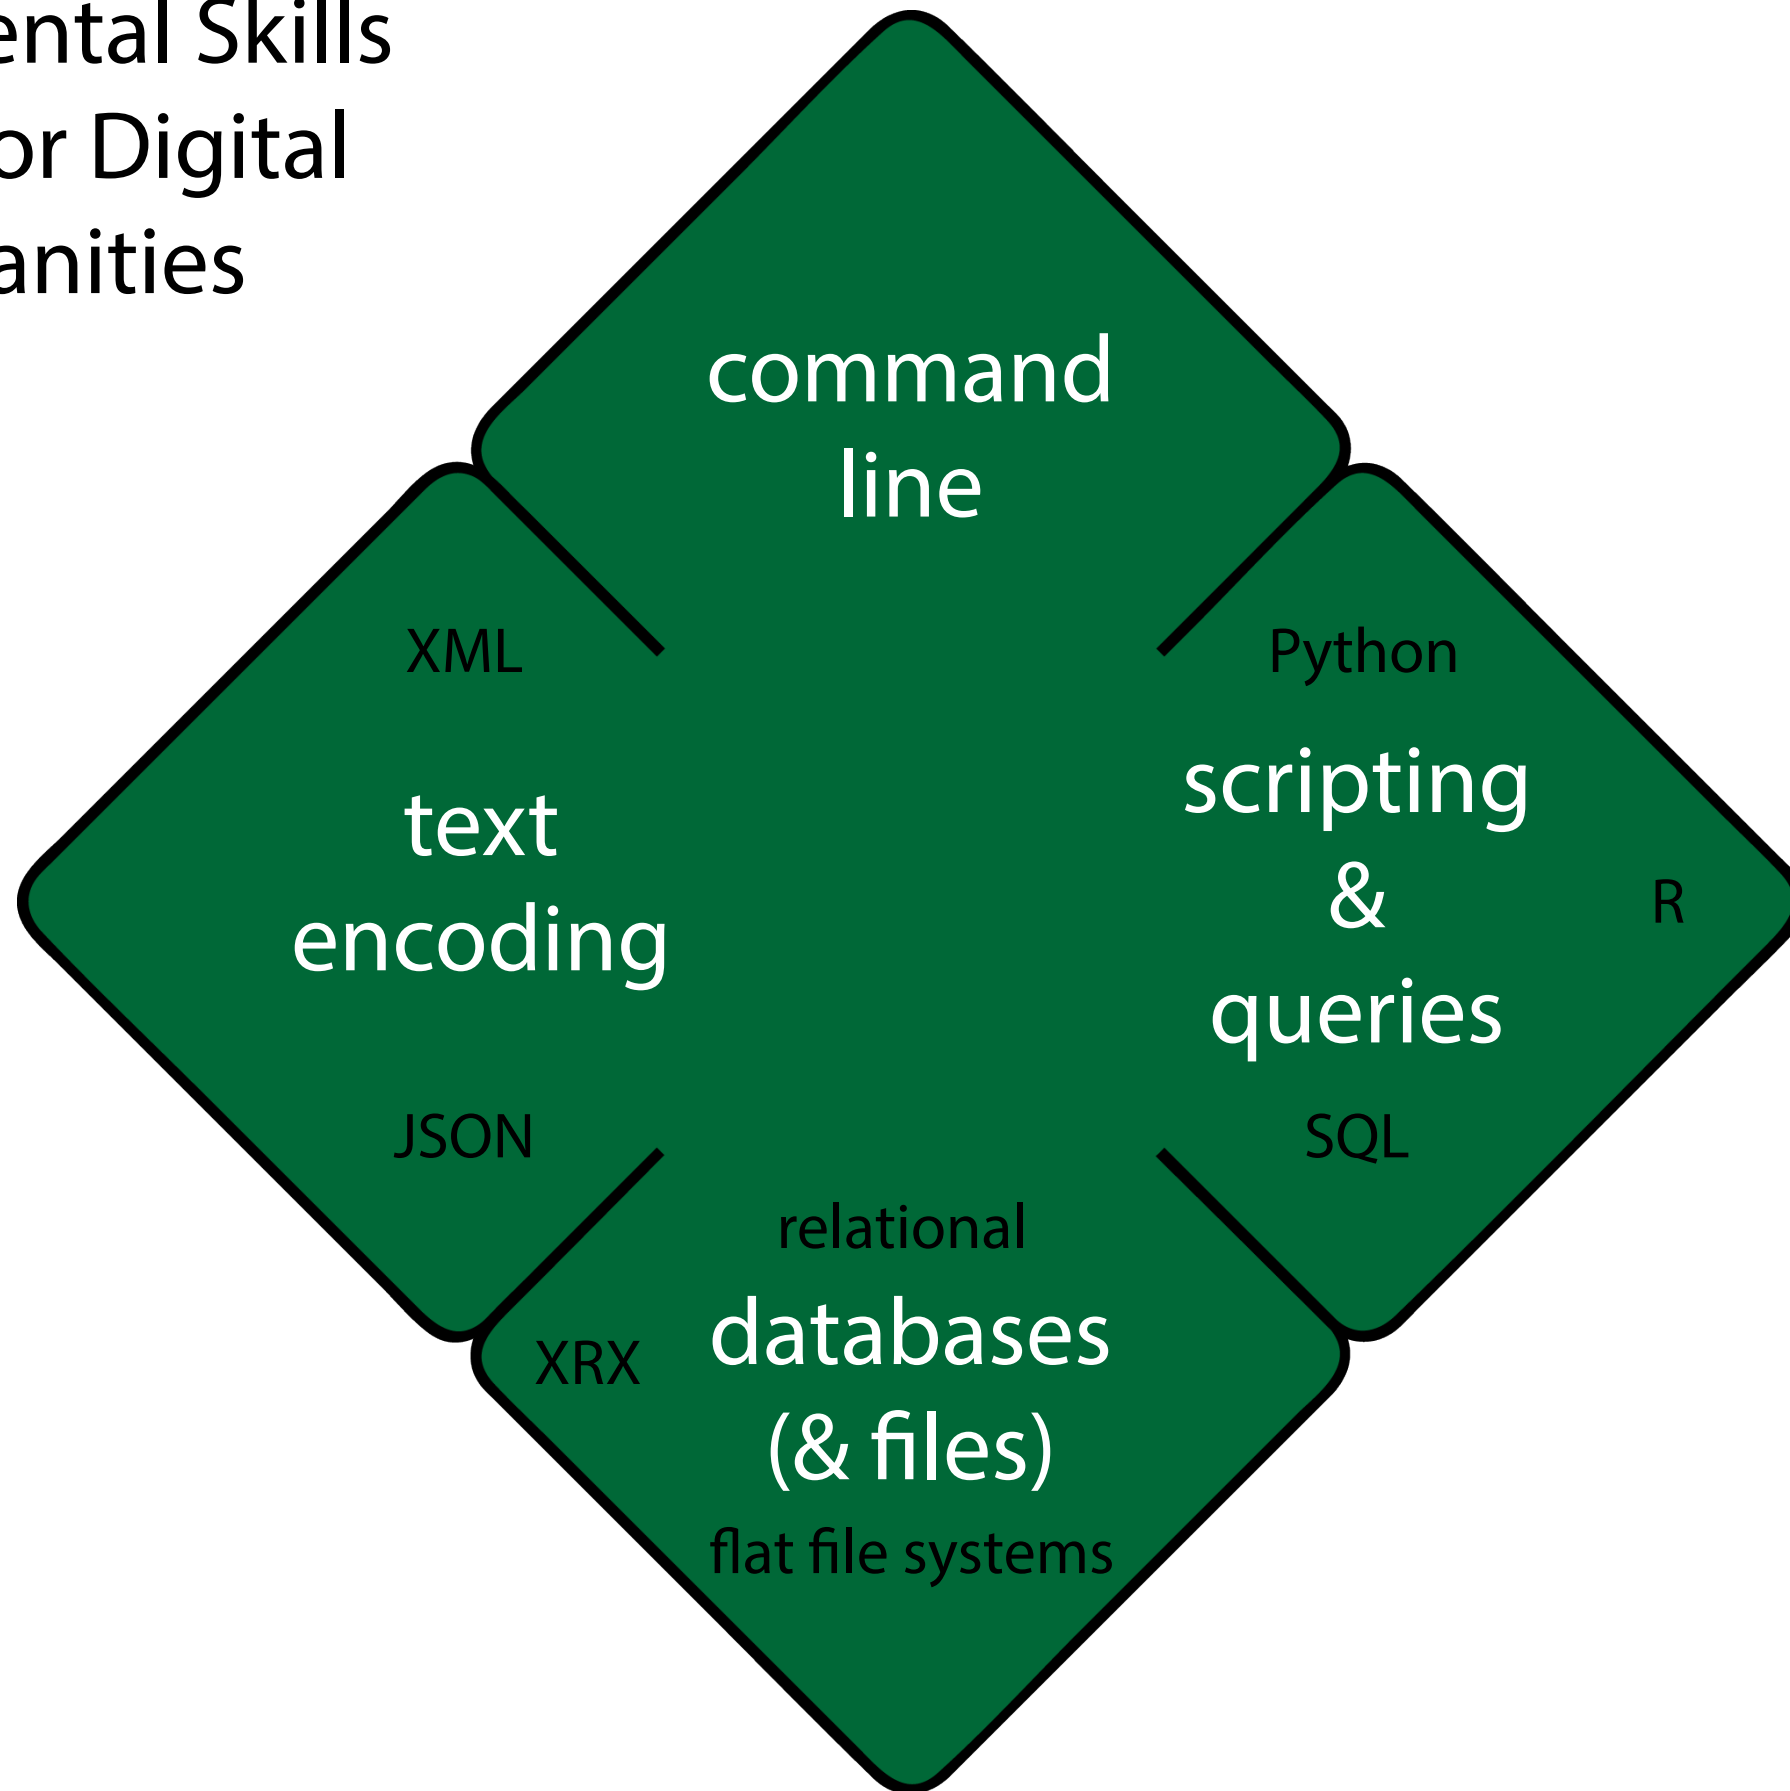 ental Skills
or Digital
anities
command
line
XML
text
encoding
JSON
Python
scripting
&
queries
R
SQL
relational
databases
(& files)
XRX
flat file systems